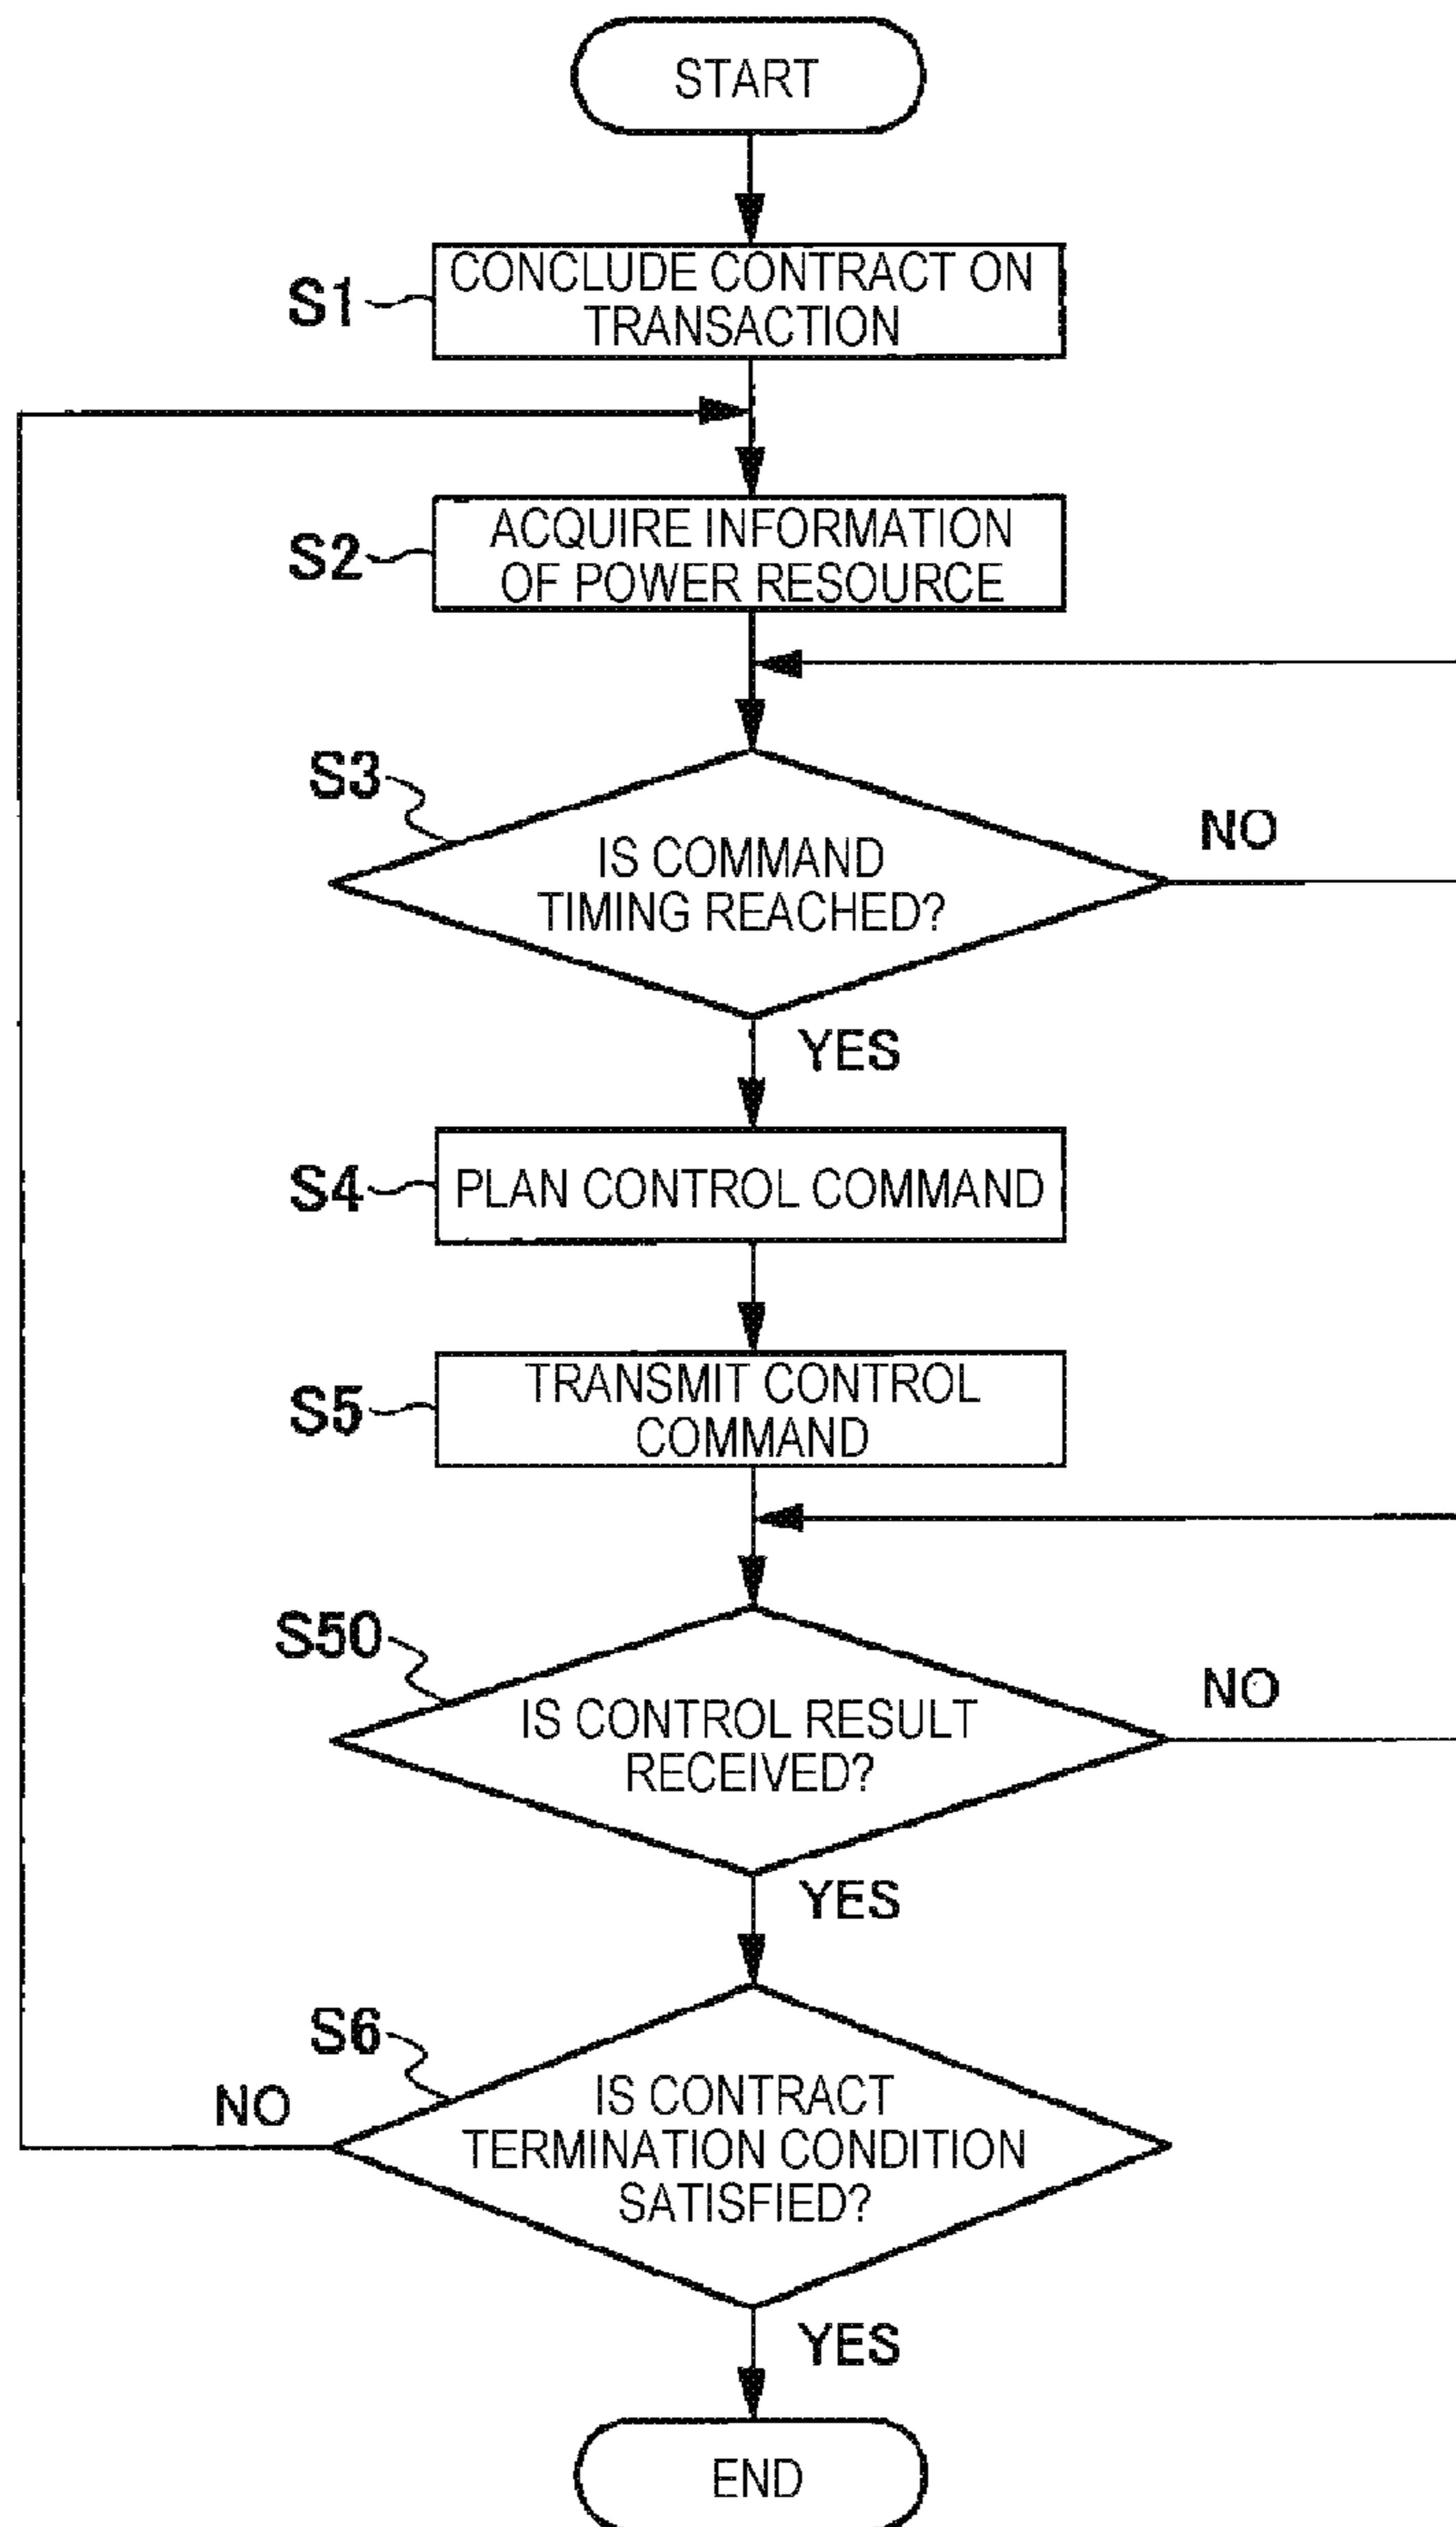 START
S1
CONCLUDE CONTRACT ON
TRANSACTION
S2
ACQUIRE INFORMATION
OF POWER RESOURCE
S3
IS COMMAND
TIMING REACHED?
NO
YES
S4
PLAN CONTROL COMMAND
S5
TRANSMIT CONTROL
COMMAND
S50
IS CONTROL RESULT
RECEIVED?
NO
YES
S6
IS CONTRACT
TERMINATION CONDITION
SATISFIED?
NO
YES
END